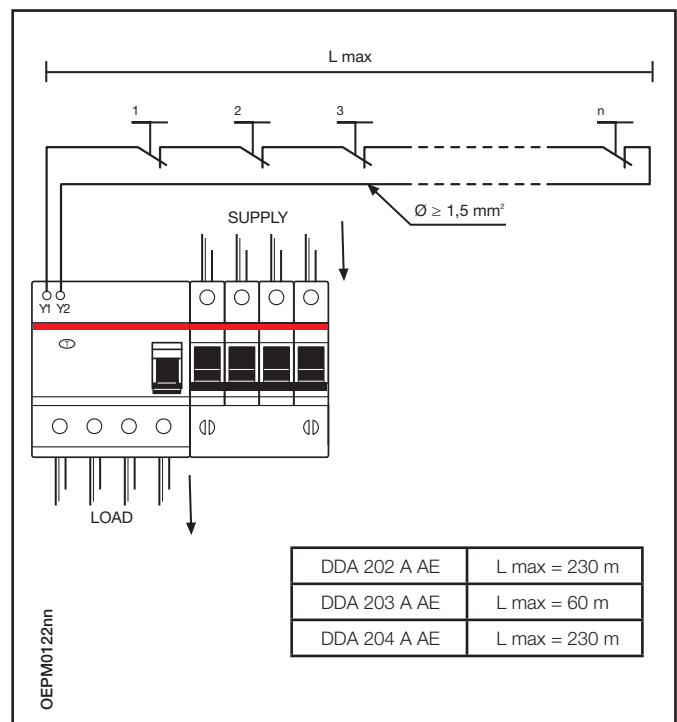 L max
1 2 3 n
Ø ≥ 1,5 mm²
SUPPLY
Y1 Y2
T
LOAD
DDA 202 A AE L max = 230 m
DDA 203 A AE L max = 60 m
DDA 204 A AE L max = 230 m
OEPM0122nn